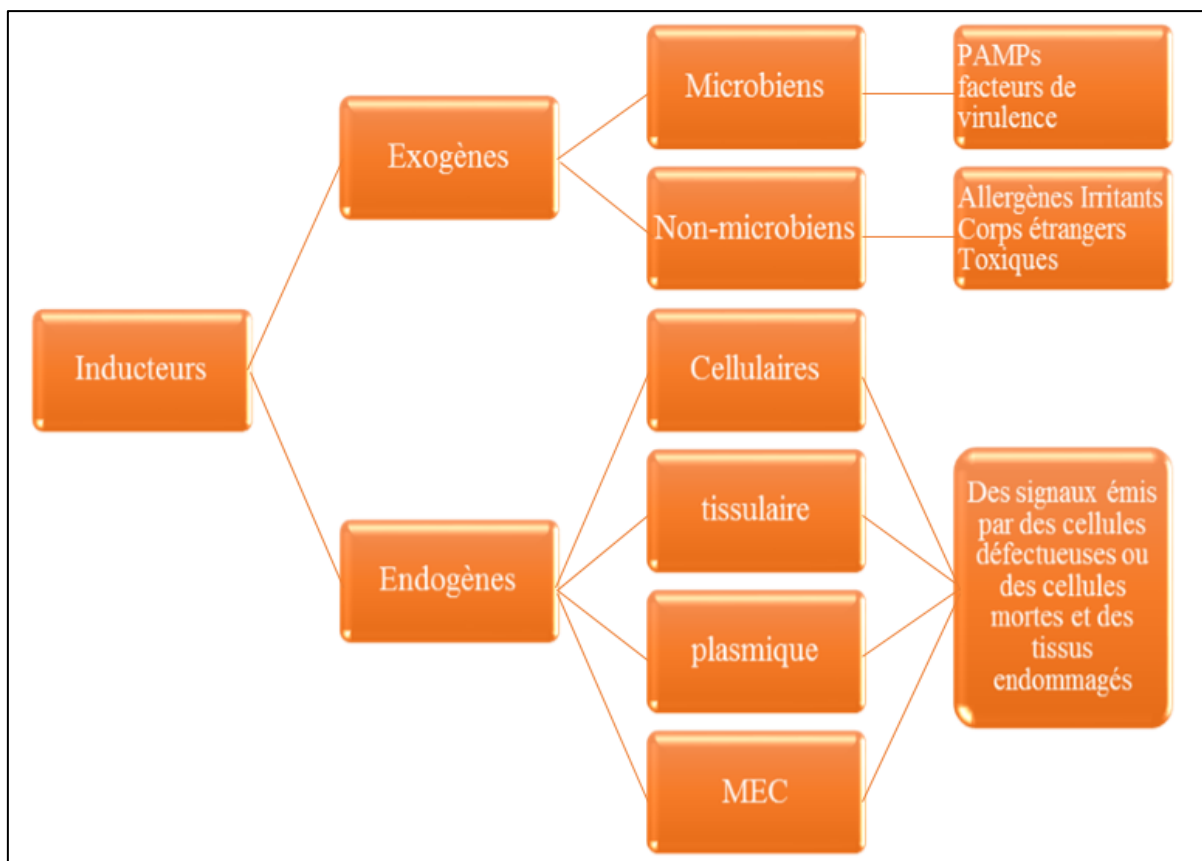 Inducteurs
Exogènes
Microbiens
PAMPs
facteurs de
virulence
Non-microbiens
Allergènes Irritants
Corps étrangers
Toxiques
Endogènes
Cellulaires
tissulaire
plasmique
MEC
Des signaux émis
par des cellules
défectueuses ou
des cellules
mortes et des
tissus
endommagés